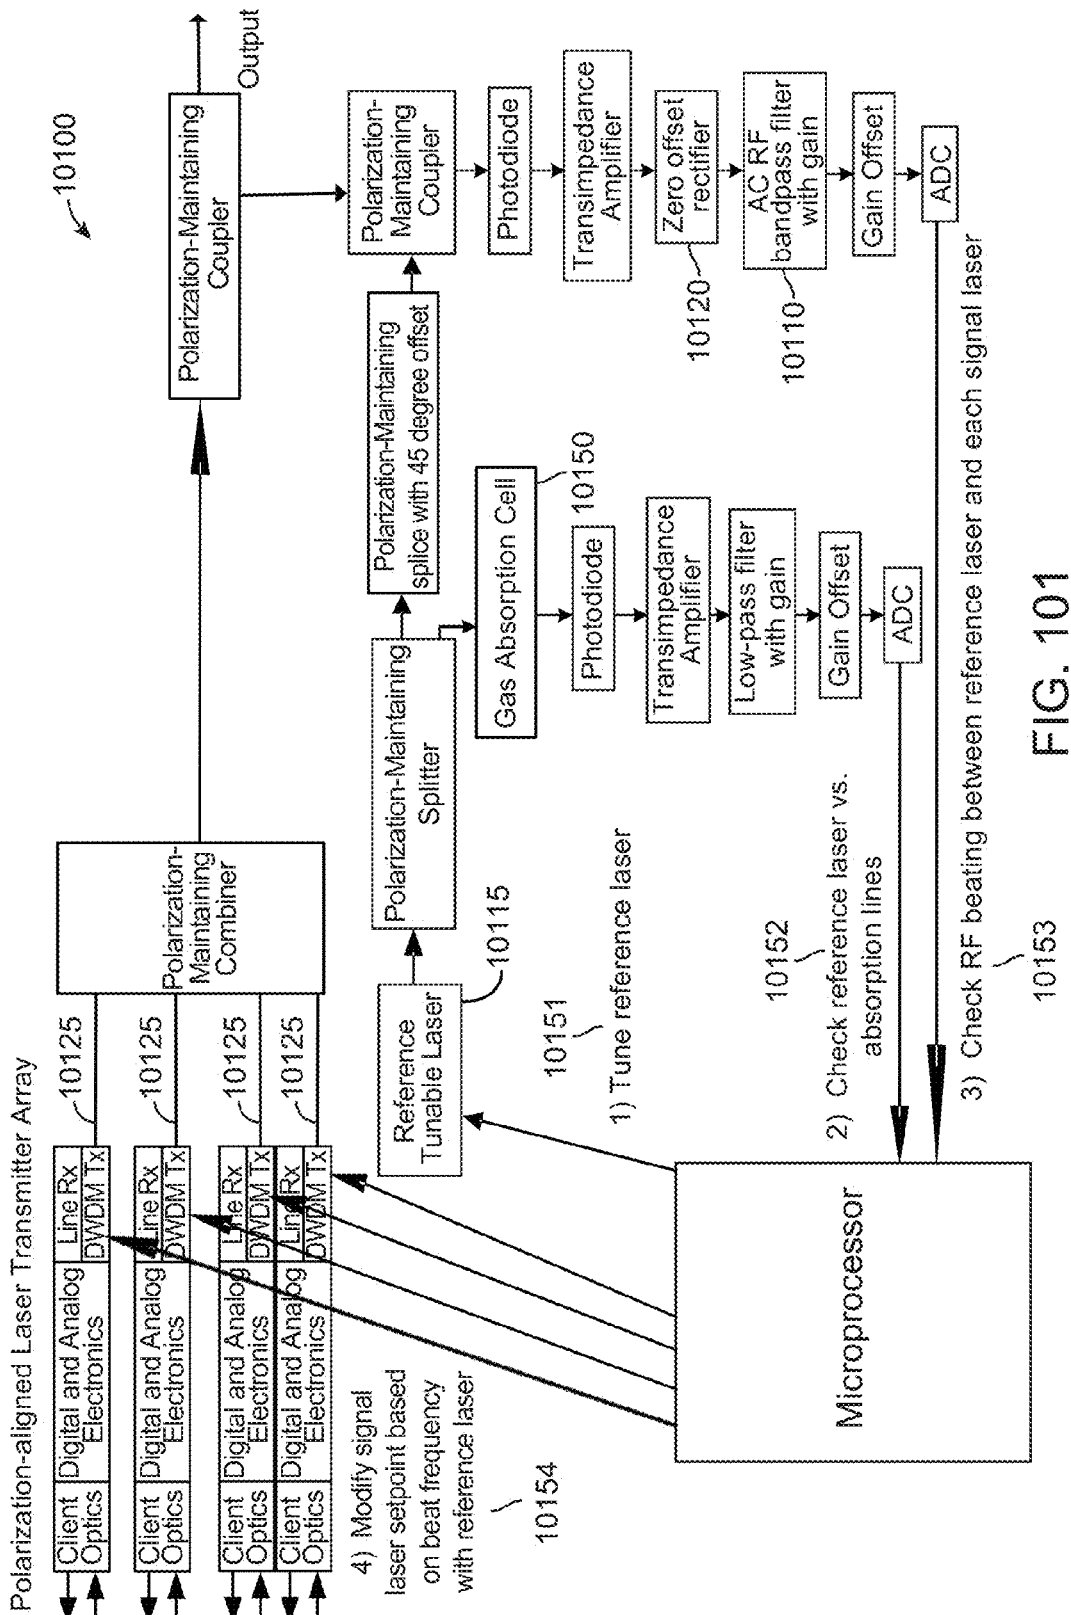 Polarization-aligned Laser Transmitter Array
10100
Client
Optics
Digital and Analog
Electronics
Line Rx
DWDM Tx
10125
Client
Optics
Digital and Analog
Electronics
Line Rx
DWDM Tx
10125
Client
Optics
Digital and Analog
Electronics
Line Rx
DWDM Tx
10125
Client
Optics
Digital and Analog
Electronics
Line Rx
DWDM Tx
10125
Polarization-
Maintaining
Combiner
Polarization-Maintaining
Coupler
Output
4) Modify signal
laser setpoint based
on beat frequency
with reference laser
10154
Reference
Tunable Laser
10115
Polarization-Maintaining
Splitter
Polarization-Maintaining
splice with 45 degree offset
Polarization-
Maintaining
Coupler
Photodiode
Transimpedance
Amplifier
Zero offset
rectifier
10120
AC RF
bandpass filter
with gain
10110
Gain Offset
ADC
Gas Absorption Cell
10150
Photodiode
Transimpedance
Amplifier
Low-pass filter
with gain
Gain Offset
ADC
10151
1) Tune reference laser
10152
2) Check reference laser vs.
absorption lines
3) Check RF beating between reference laser and each signal laser
10153
Microprocessor
FIG. 101